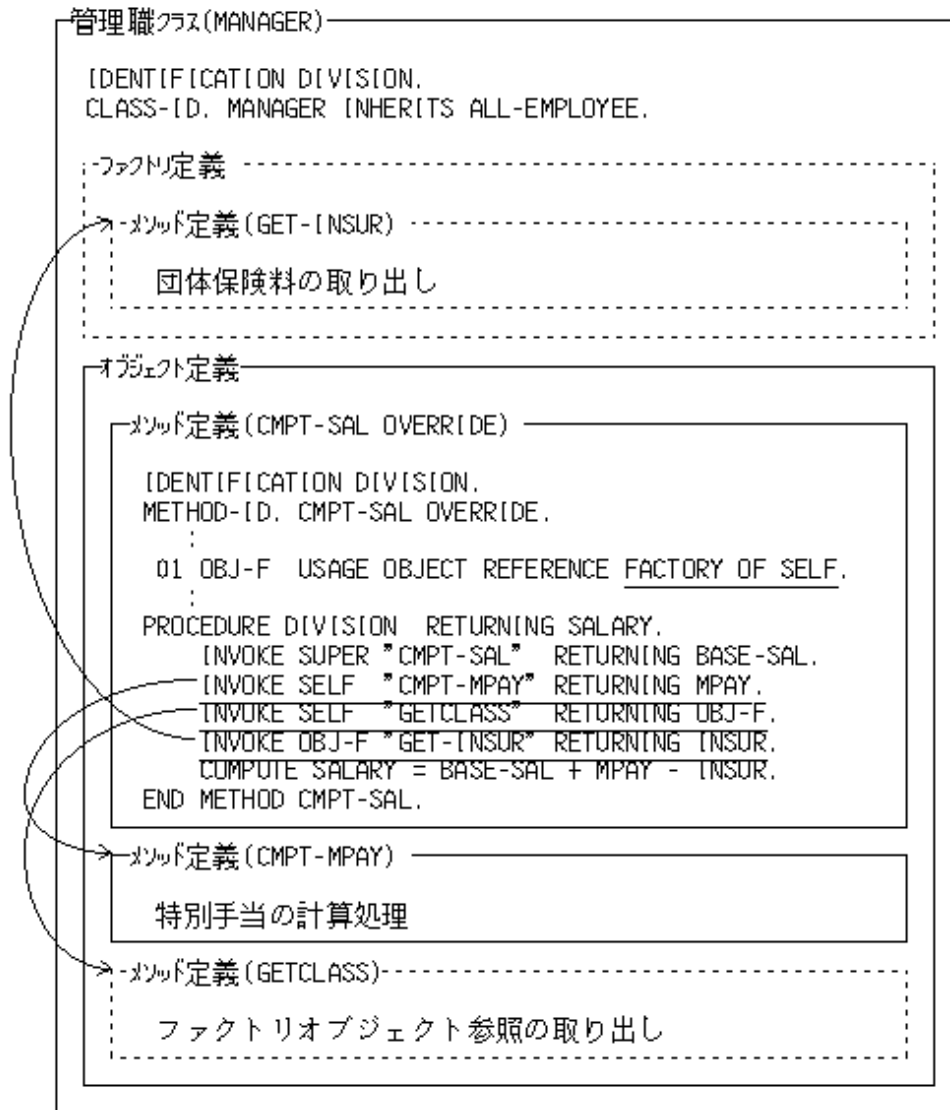 管理職クラス(MANAGER)
IDENTIFICATION DIVISION.
CLASS-ID. MANAGER INHERITS ALL-EMPLOYEE.
ファクトリ定義
メソッド定義(GET-INSUR)
団体保険料の取り出し
オブジェクト定義
メソッド定義(CMPT-SAL OVERRIDE)
IDENTIFICATION DIVISION.
METHOD-ID. CMPT-SAL OVERRIDE.
:
01 OBJ-F USAGE OBJECT REFERENCE FACTORY OF SELF.
:
PROCEDURE DIVISION RETURNING SALARY.
INVOKE SUPER "CMPT-SAL" RETURNING BASE-SAL.
INVOKE SELF "CMPT-MPAY" RETURNING MPAY.
INVOKE SELF "GETCLASS" RETURNING OBJ-F.
INVOKE OBJ-F "GET-INSUR" RETURNING INSUR.
COMPUTE SALARY = BASE-SAL + MPAY - INSUR.
END METHOD CMPT-SAL.
メソッド定義(CMPT-MPAY)
特別手当の計算処理
メソッド定義(GETCLASS)
ファクトリオブジェクト参照の取り出し